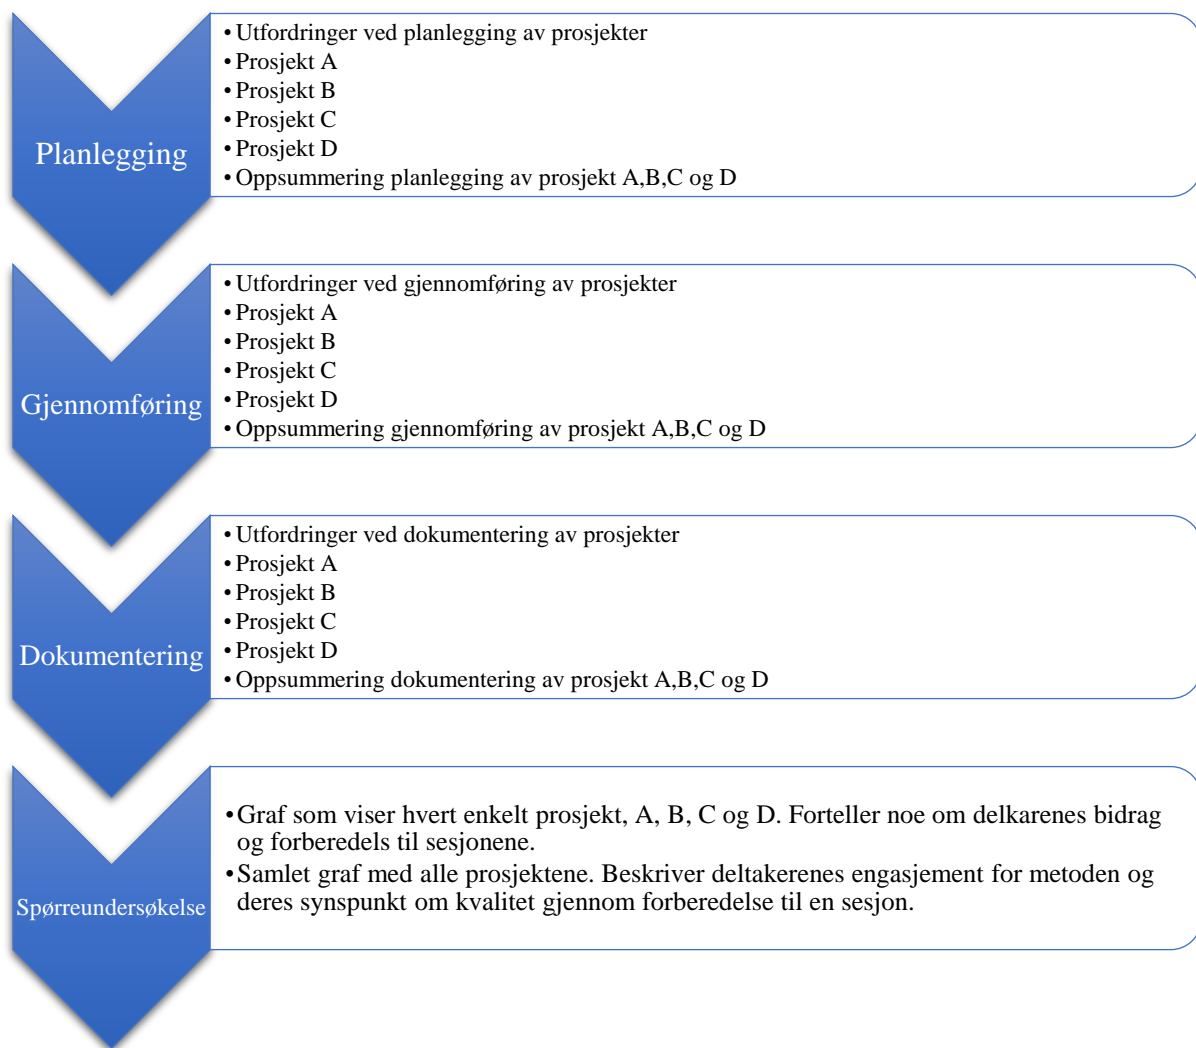 Planlegging
•Utfordringer ved planlegging av prosjekter
•Prosjekt A
•Prosjekt B
•Prosjekt C
•Prosjekt D
•Oppsummering planlegging av prosjekt A,B,C og D
Gjennomføring
•Utfordringer ved gjennomføring av prosjekter
•Prosjekt A
•Prosjekt B
•Prosjekt C
•Prosjekt D
•Oppsummering gjennomføring av prosjekt A,B,C og D
Dokumentering
•Utfordringer ved dokumentering av prosjekter
•Prosjekt A
•Prosjekt B
•Prosjekt C
•Prosjekt D
•Oppsummering dokumentering av prosjekt A,B,C og D
Spørreundersøkelse
•Graf som viser hvert enkelt prosjekt, A, B, C og D. Forteller noe om delkarenes bidrag
og forberedels til sesjonene.
•Samlet graf med alle prosjektene. Beskriver deltakerenes engasjement for metoden og
deres synspunkt om kvalitet gjennom forberedelse til en sesjon.